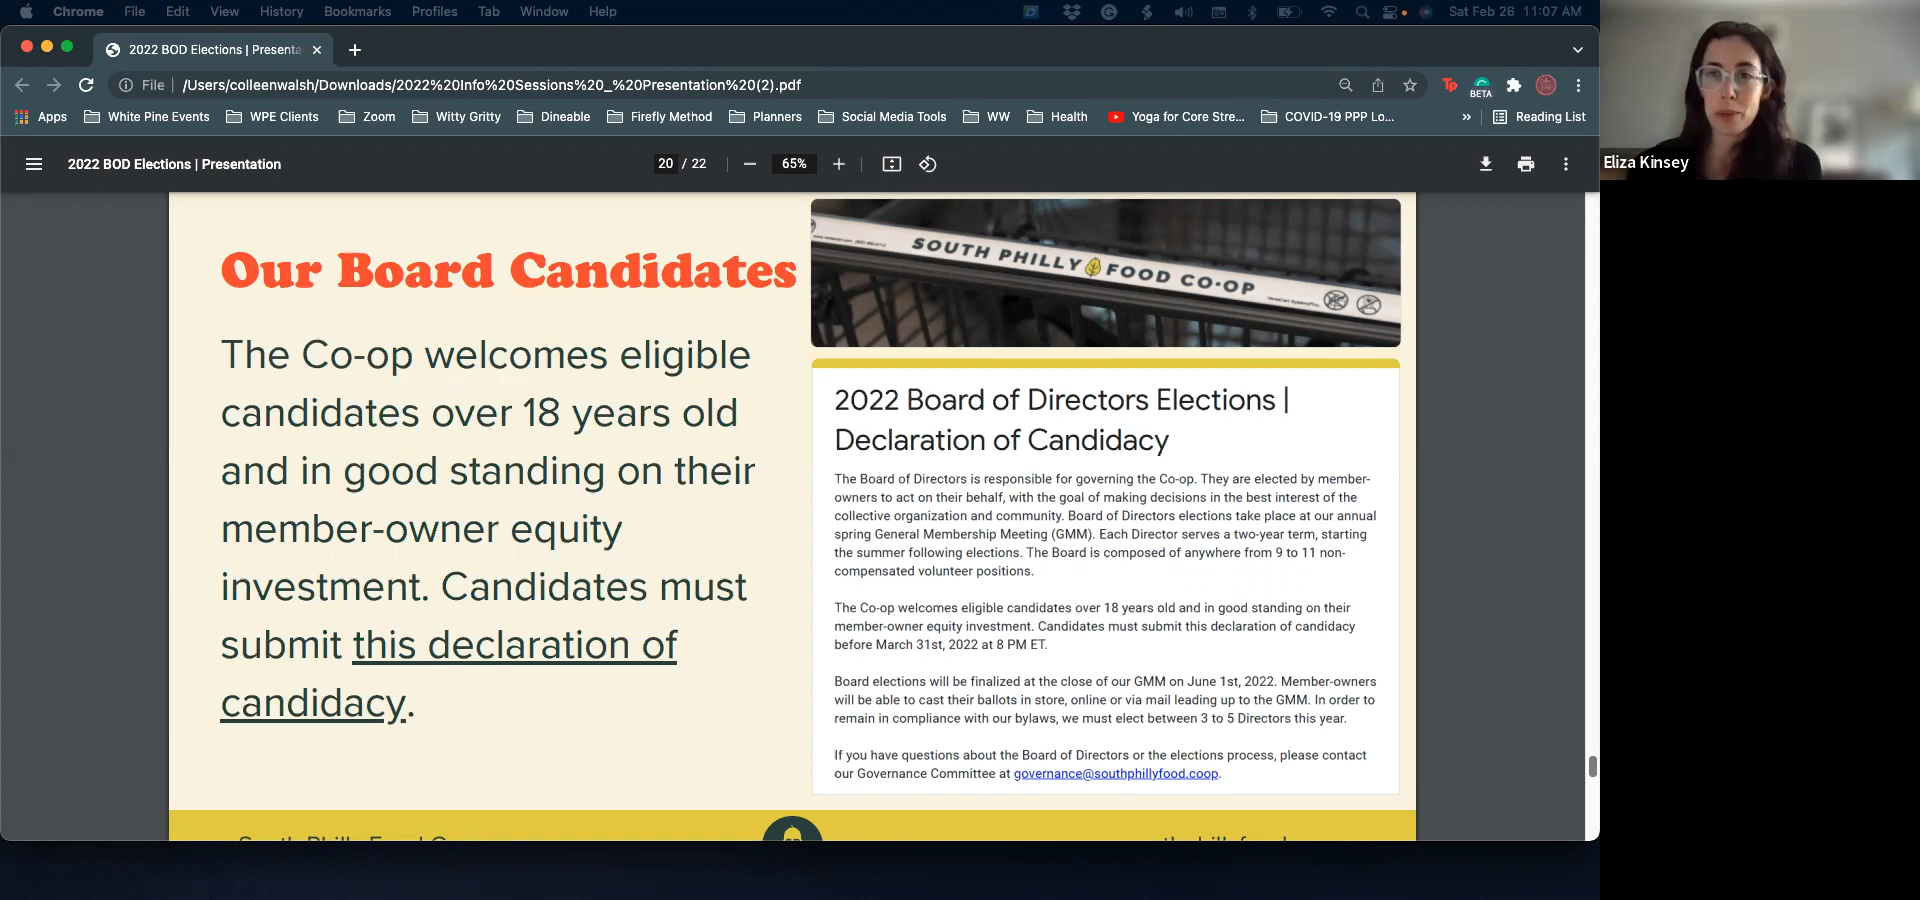 Chrome File Edit View History Bookmarks Profiles Tab Window Help Sat Feb 26 11:07 AM
2022 BOD Elections | Presenta
File /Users/colleenwalsh/Downloads/2022%20Info%20Sessions%20_%20Presentation%20(2).pdf
BETA
Apps White Pine Events WPE Clients Zoom Witty Gritty Dineable Firefly Method Planners Social Media Tools WW Health Yoga for Core Stre... COVID-19 PPP Lo... » Reading List
2022 BOD Elections | Presentation 20 / 22 65%
Eliza Kinsey
SOUTH PHILLY FOOD CO·OP
Our Board Candidates
The Co-op welcomes eligible
candidates over 18 years old
and in good standing on their
member-owner equity
investment. Candidates must
submit this declaration of
candidacy.
2022 Board of Directors Elections |
Declaration of Candidacy
The Board of Directors is responsible for governing the Co-op. They are elected by member-
owners to act on their behalf, with the goal of making decisions in the best interest of the
collective organization and community. Board of Directors elections take place at our annual
spring General Membership Meeting (GMM). Each Director serves a two-year term, starting
the summer following elections. The Board is composed of anywhere from 9 to 11 non-
compensated volunteer positions.
The Co-op welcomes eligible candidates over 18 years old and in good standing on their
member-owner equity investment. Candidates must submit this declaration of candidacy
before March 31st, 2022 at 8 PM ET.
Board elections will be finalized at the close of our GMM on June 1st, 2022. Member-owners
will be able to cast their ballots in store, online or via mail leading up to the GMM. In order to
remain in compliance with our bylaws, we must elect between 3 to 5 Directors this year.
If you have questions about the Board of Directors or the elections process, please contact
our Governance Committee at governance@southphillyfood.coop.